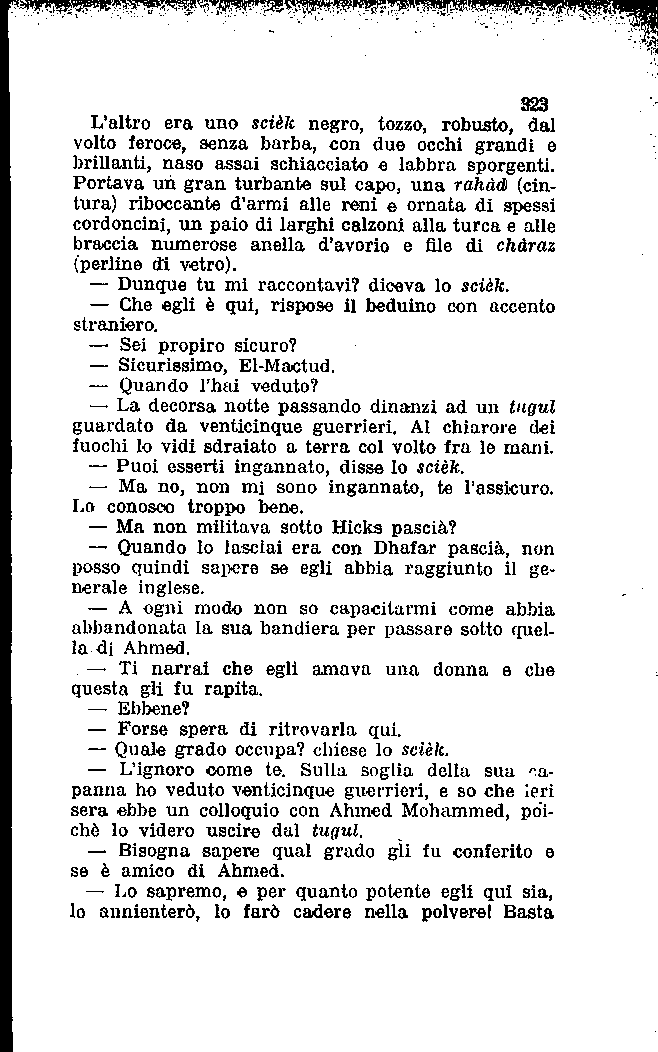 323
L'altro era uno scièk negro, tozzo, robusto, dal
volto feroce, senza barba, con due occhi grandi e
brillanti, naso assai schiacciato e labbra sporgenti.
Portava un gran turbante sul capo, una rahàd (cin-
tura) riboccante d'armi alle reni e ornata di spessi
cordoncini, un paio di larghi calzoni alla turca e alle
braccia numerose anella d'avorio e file di chàraz
(perline di vetro).
— Dunque tu mi raccontavi? diceva lo scièk.
— Che egli è qui, rispose il beduino con accento
straniero.
— Sei propiro sicuro?
— Sicurissimo, El-Mactud.
— Quando l'hai veduto?
— La decorsa notte passando dinanzi ad un tugul
guardato da venticinque guerrieri. Al chiarore dei
fuochi lo vidi sdraiato a terra col volto fra le mani.
— Puoi esserti ingannato, disse lo scièk.
— Ma no, non mi sono ingannato, te l'assicuro.
Lo conosco troppo bene.
— Ma non militava sotto Hicks pascià?
— Quando lo lasciai era con Dhafar pascià, non
posso quindi sapere se egli abbia raggiunto il ge-
nerale inglese.
— A ogni modo non so capacitarmi come abbia
abbandonata la sua bandiera per passare sotto quel-
la di Ahmed.
— Ti narrai che egli amava una donna e che
questa gli fu rapita.
— Ebbene?
— Forse spera di ritrovarla qui.
— Quale grado occupa? chiese lo scièk.
— L'ignoro come te. Sulla soglia della sua ca-
panna ho veduto venticinque guerrieri, e so che ieri
sera ebbe un colloquio con Ahmed Mohammed, poi-
chè lo videro uscire dal tugul.
— Bisogna sapere qual grado gli fu conferito e
se è amico di Ahmed.
— Lo sapremo, e per quanto potente egli qui sia,
lo annienterò, lo farò cadere nella polvere! Basta